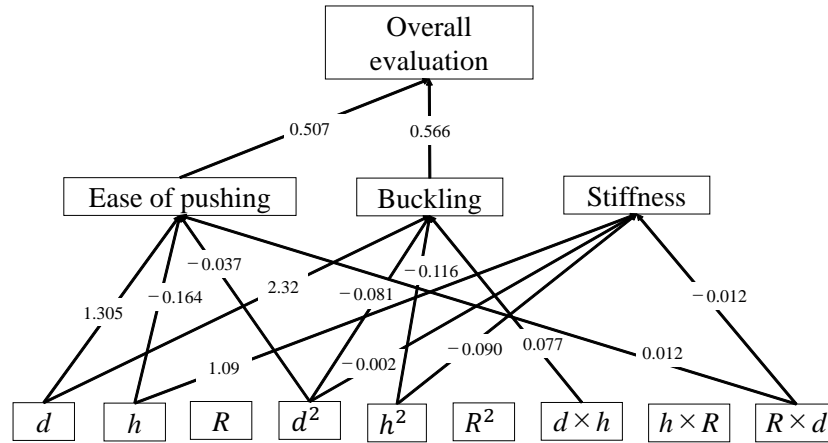 Overall
evaluation
0.507
0.566
Ease of pushing
Buckling
Stiffness
−0.037
−0.116
−0.164
2.32
−0.081
−0.012
1.305
1.09
−0.002
−0.090
0.077
0.012
d
h
R
d²
h²
R²
d × h
h × R
R × d